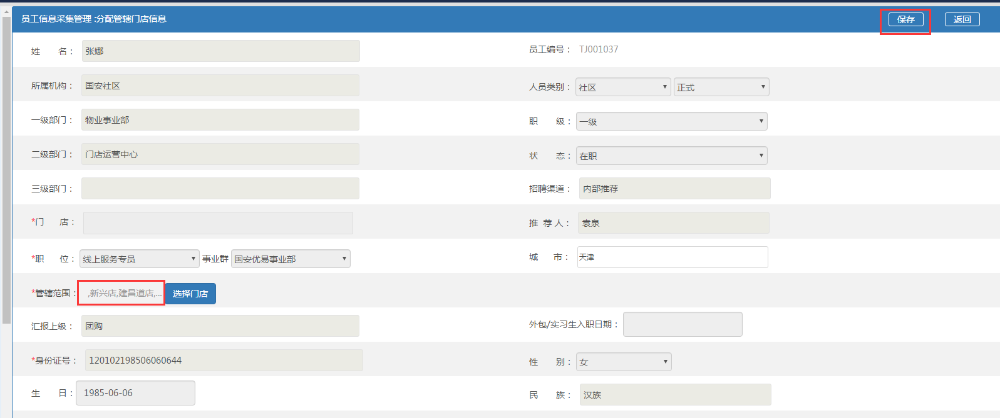 员工信息采集管理 :分配管辖门店信息 保存 返回
姓 名： 张娜 员工编号： TJ001037
所属机构： 国安社区 人员类别： 社区 正式
一级部门： 物业事业部 职 级： 一级
二级部门： 门店运营中心 状 态： 在职
三级部门： 招聘渠道： 内部推荐
*门 店： 推 荐 人： 袁泉
*职 位： 线上服务专员 事业群 国安优易事业部 城 市： 天津
*管辖范围： ,新兴店,建昌道店,... 选择门店
汇报上级： 团购 外包/实习生入职日期：
*身份证号： 120102198506060644 性 别： 女
生 日： 1985-06-06 民 族： 汉族